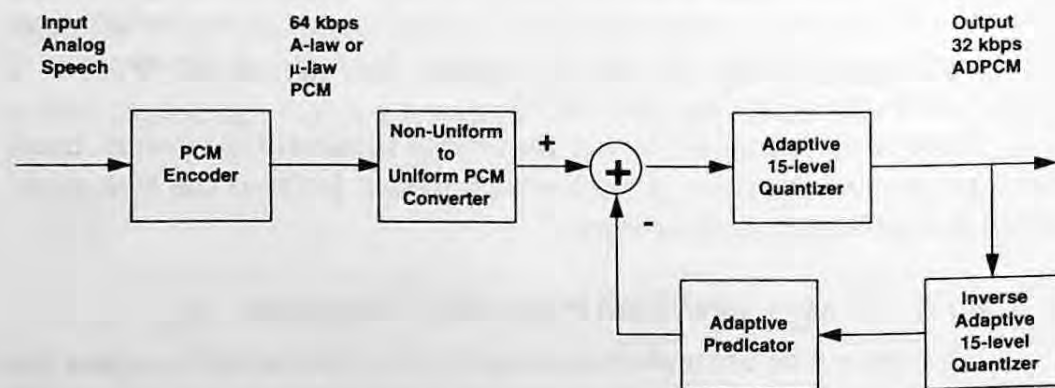 Input
Analog
Speech
64 kbps
A-law or
μ-law
PCM
Output
32 kbps
ADPCM
PCM
Encoder
Non-Uniform
to
Uniform PCM
Converter
+
+
-
Adaptive
15-level
Quantizer
Adaptive
Predicator
Inverse
Adaptive
15-level
Quantizer